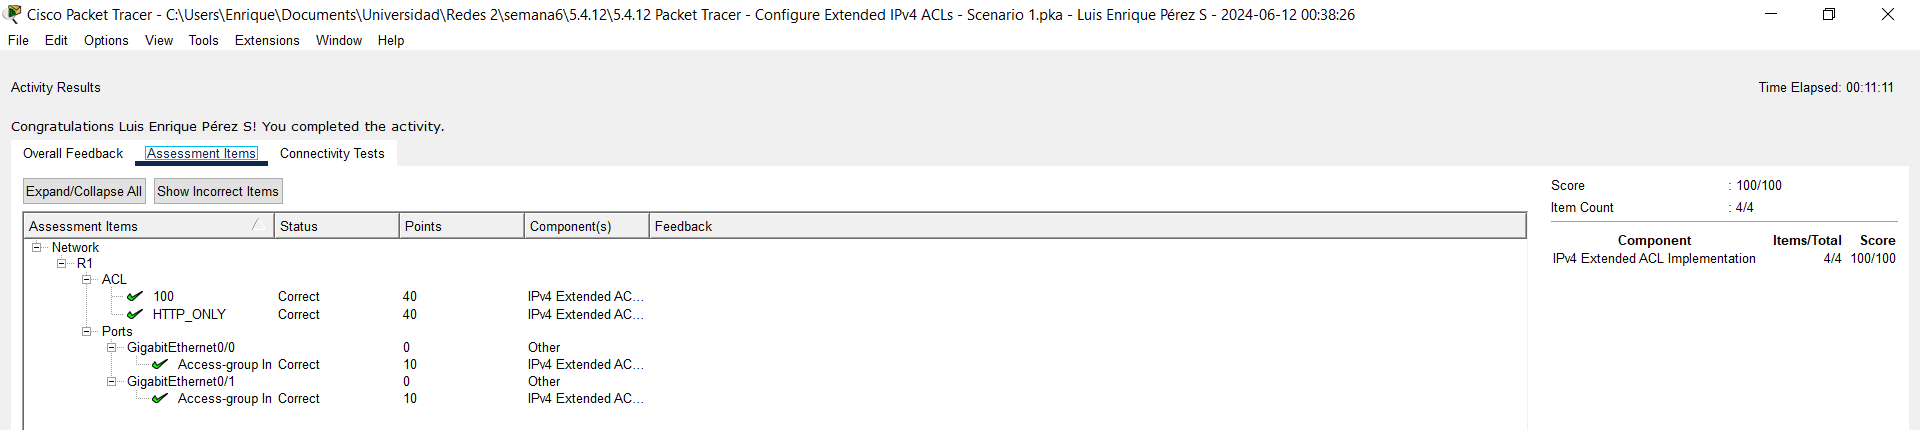 Cisco Packet Tracer - C:\Users\Enrique\Documents\Universidad\Redes 2\semana6\5.4.12\5.4.12 Packet Tracer - Configure Extended IPv4 ACLs - Scenario 1.pka - Luis Enrique Pérez S - 2024-06-12 00:38:26
File Edit Options View Tools Extensions Window Help
Activity Results
Time Elapsed: 00:11:11
Congratulations Luis Enrique Pérez S! You completed the activity.
Overall Feedback Assessment Items Connectivity Tests
Expand/Collapse All Show Incorrect Items
Assessment Items Status Points Component(s) Feedback
Network
R1
ACL
100 Correct 40 IPv4 Extended AC...
HTTP_ONLY Correct 40 IPv4 Extended AC...
Ports
GigabitEthernet0/0 0 Other
Access-group In Correct 10 IPv4 Extended AC...
GigabitEthernet0/1 0 Other
Access-group In Correct 10 IPv4 Extended AC...
Score : 100/100
Item Count : 4/4
Component Items/Total Score
IPv4 Extended ACL Implementation 4/4 100/100